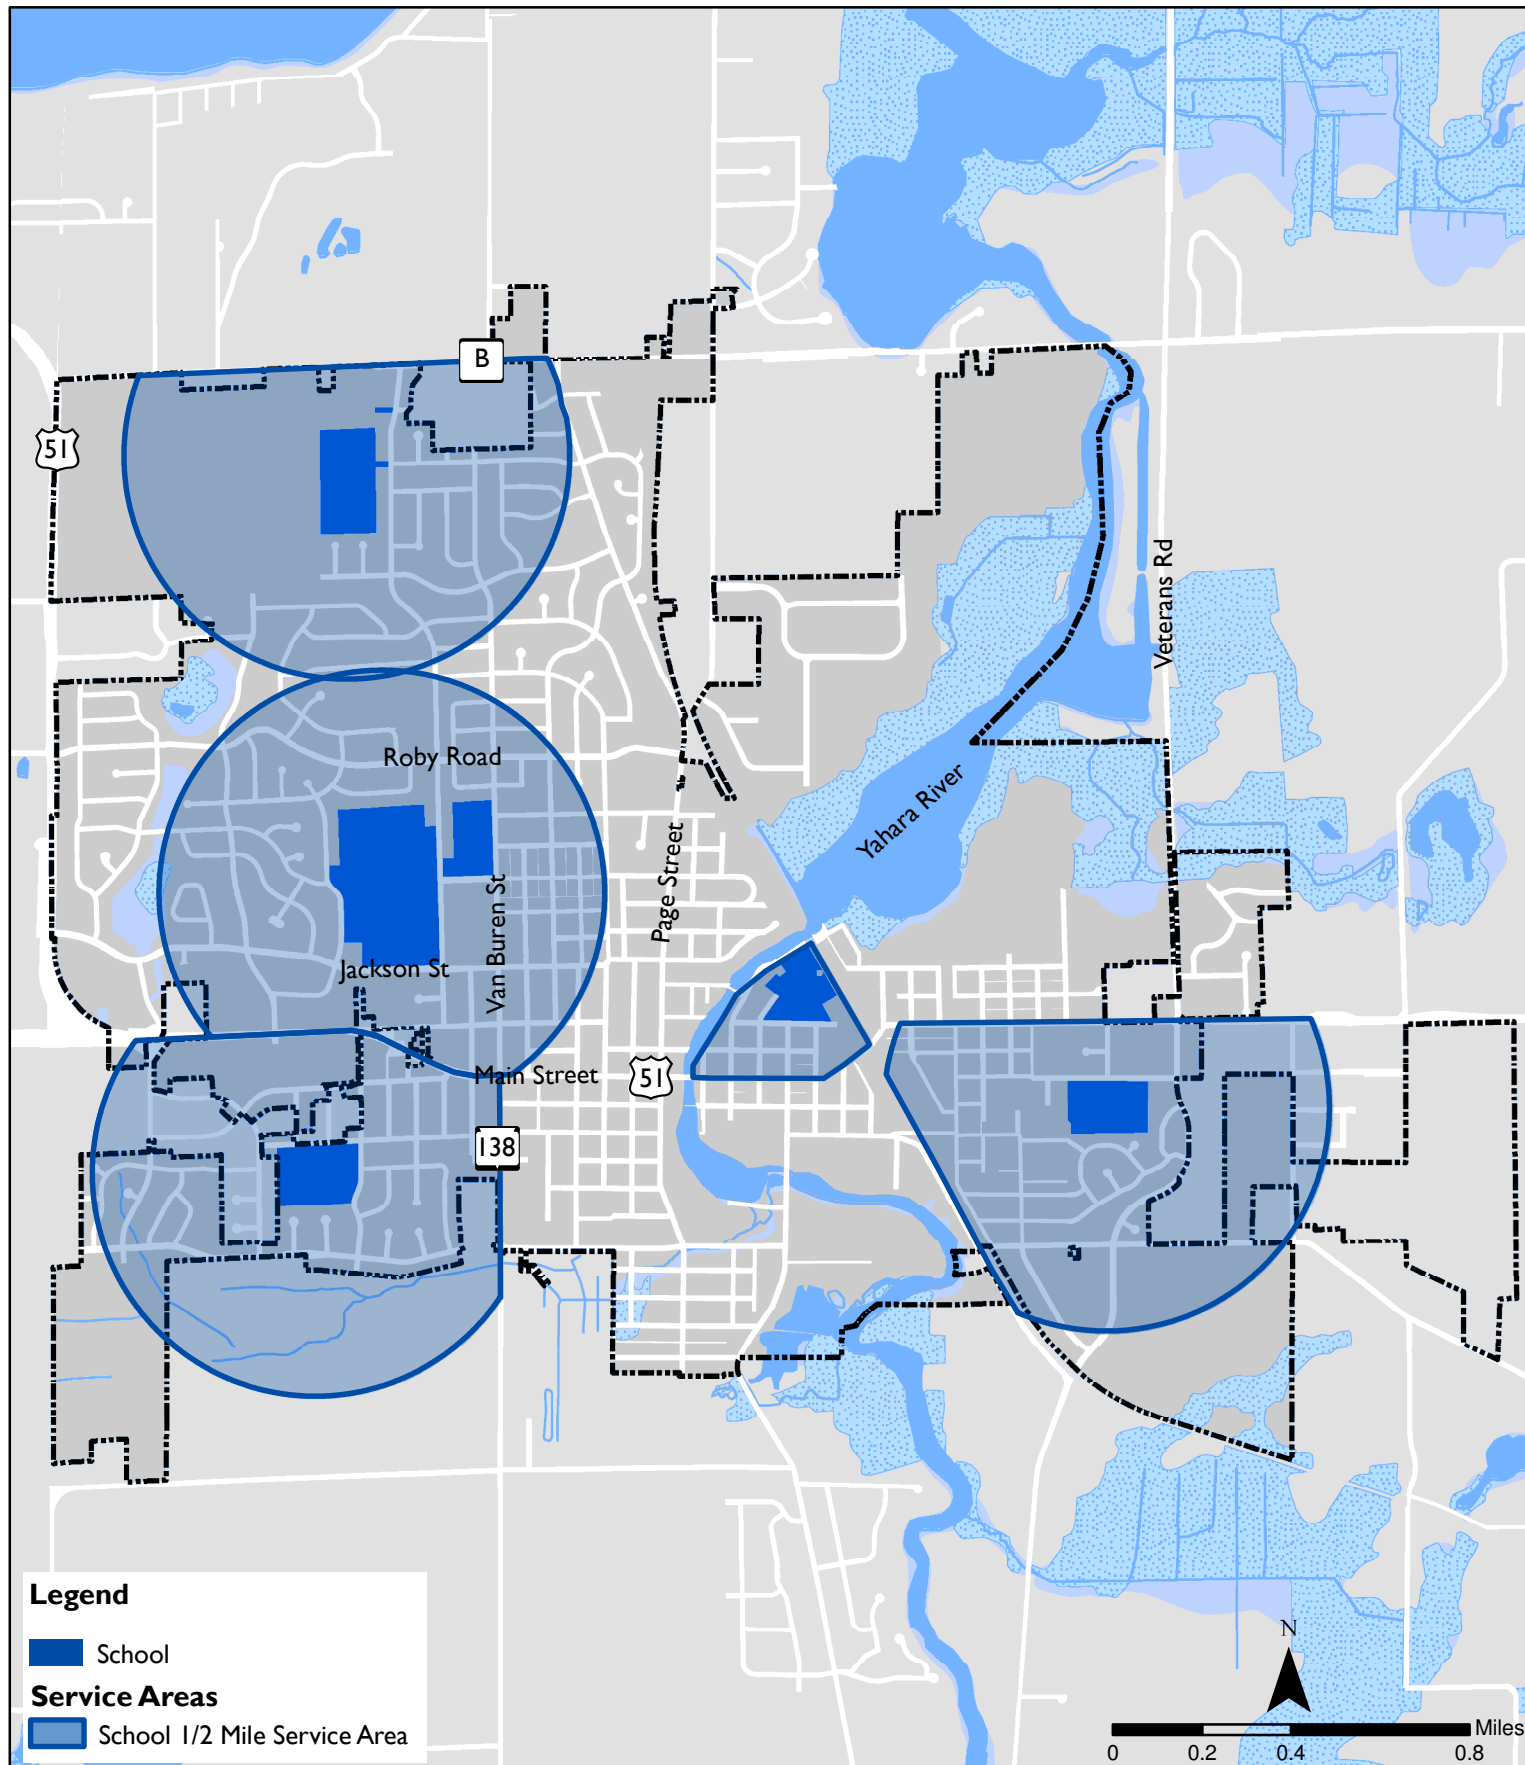 B
51
Veterans Rd
Roby Road
Yahara River
Page Street
Van Buren St
Jackson St
Main Street
51
138
Legend
School
Service Areas
School 1/2 Mile Service Area
N
Miles
0 0.2 0.4 0.8